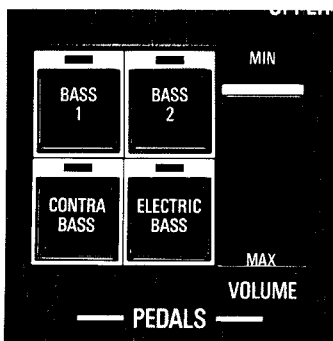 MIN
BASS
1
BASS
2
CONTRA
BASS
ELECTRIC
BASS
MAX
VOLUME
PEDALS